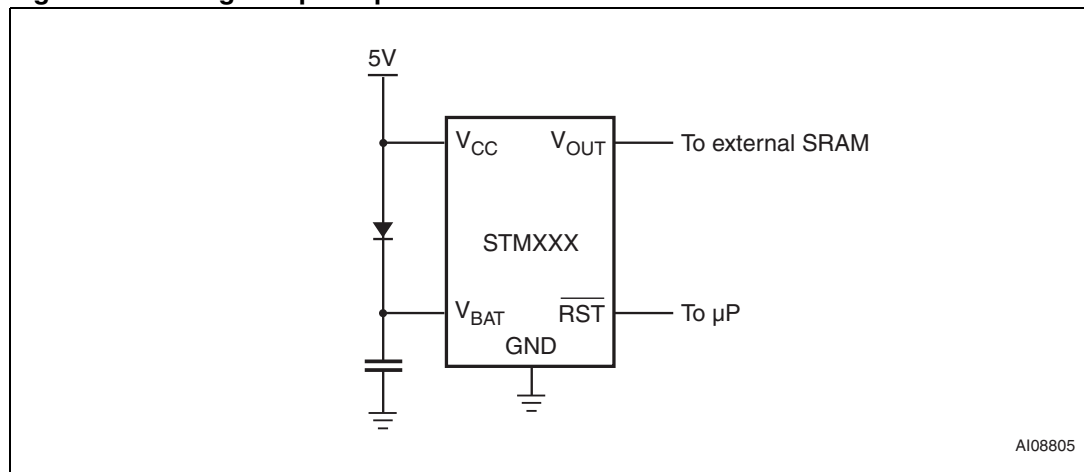 5V
VCC
VOUT
To external SRAM
STMXXX
VBAT
RST
To µP
GND
AI08805